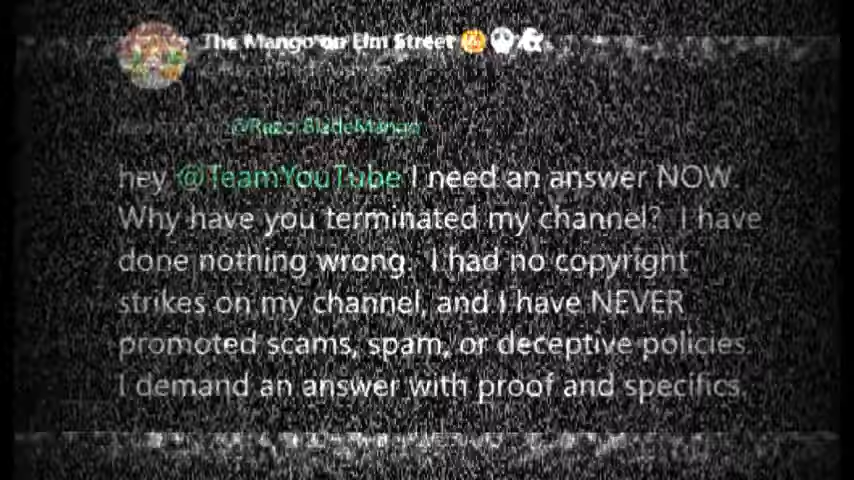 The Mango on Elm Street
@RazorBladeMango
hey @TeamYouTube I need an answer NOW.
Why have you terminated my channel? I have
done nothing wrong. I had no copyright
strikes on my channel, and I have NEVER
promoted scams, spam, or deceptive policies.
I demand an answer with proof and specifics.